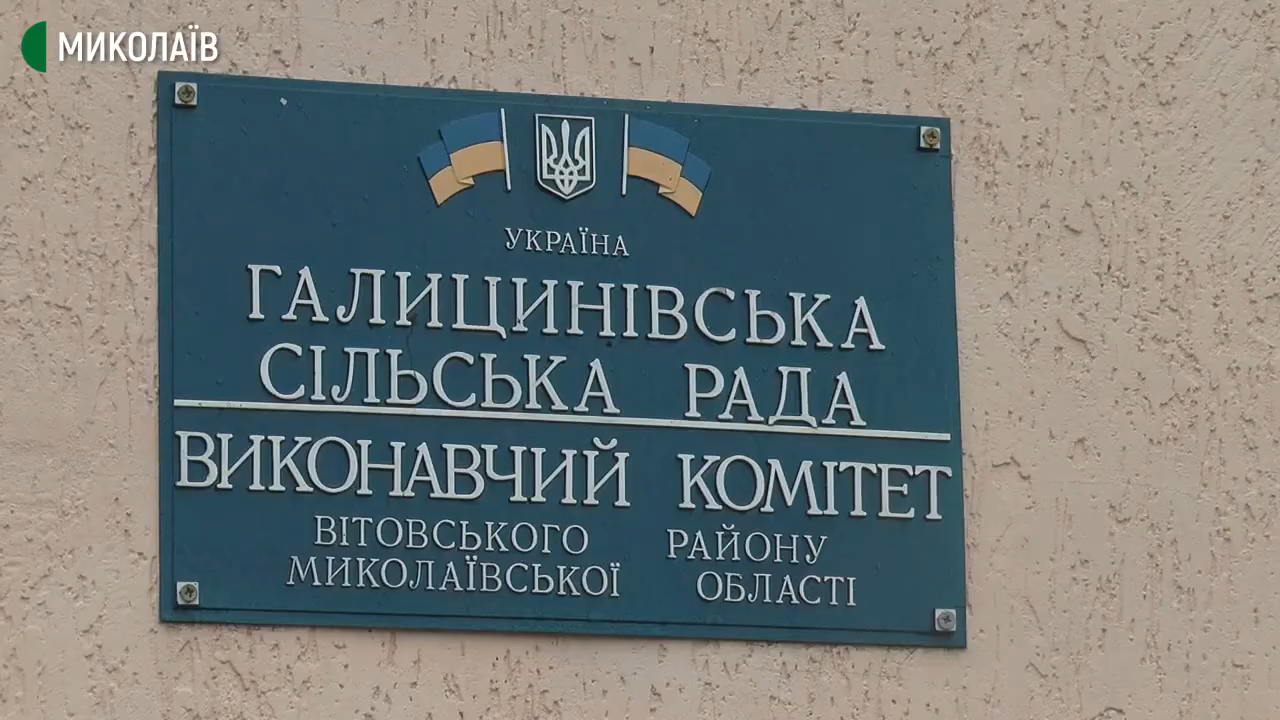 МИКОЛАЇВ
УКРАЇНА
ГАЛИЦИНІВСЬКА
СІЛЬСЬКА РАДА
ВИКОНАВЧИЙ КОМІТЕТ
ВІТОВСЬКОГО РАЙОНУ
МИКОЛАЇВСЬКОЇ ОБЛАСТІ